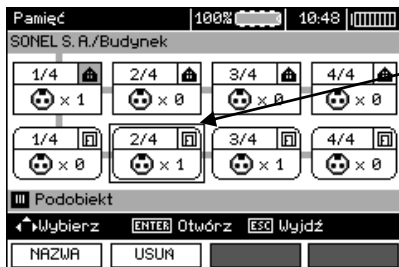 Pamięć 100% 10:48
SONEL S. A./Budynek
1/4 2/4 3/4 4/4
× 1 × 0 × 0 × 0
1/4 2/4 3/4 4/4
× 0 × 1 × 1 × 0
Podobiekt
Wybierz ENTER Otwórz ESC Wyjdź
NAZWA USUŃ